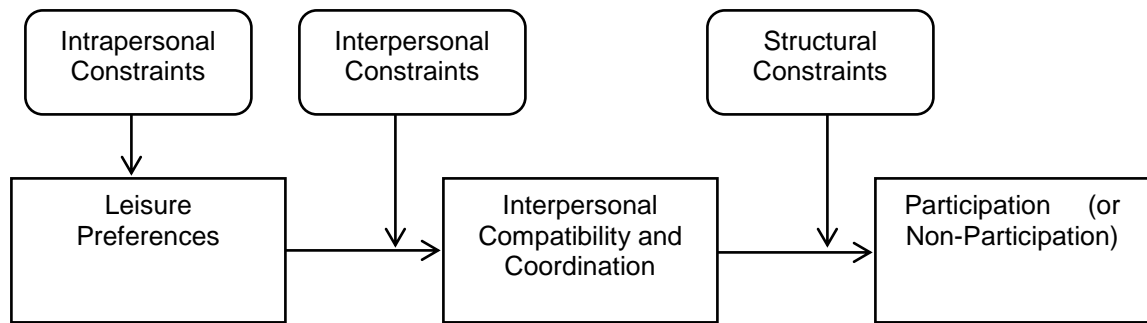 Intrapersonal
Constraints
Interpersonal
Constraints
Structural
Constraints
Leisure
Preferences
Interpersonal
Compatibility and
Coordination
Participation (or
Non-Participation)